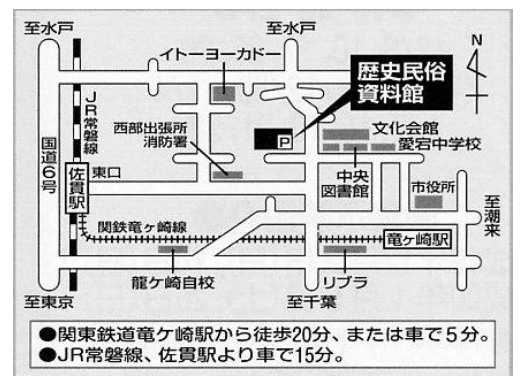 至水戸
至水戸
N
イトーヨーカドー
歴史民俗
資料館
JR常磐線
国道6号
西部出張所
消防署
P
文化会館
愛宕中学校
佐貫駅
東口
中央
図書館
市役所
至潮来
関鉄竜ヶ崎線
竜ヶ崎駅
龍ケ崎自校
リブラ
至東京
至千葉
●関東鉄道竜ケ崎駅から徒歩20分、または車で5分。
●JR常磐線、佐貫駅より車で15分。